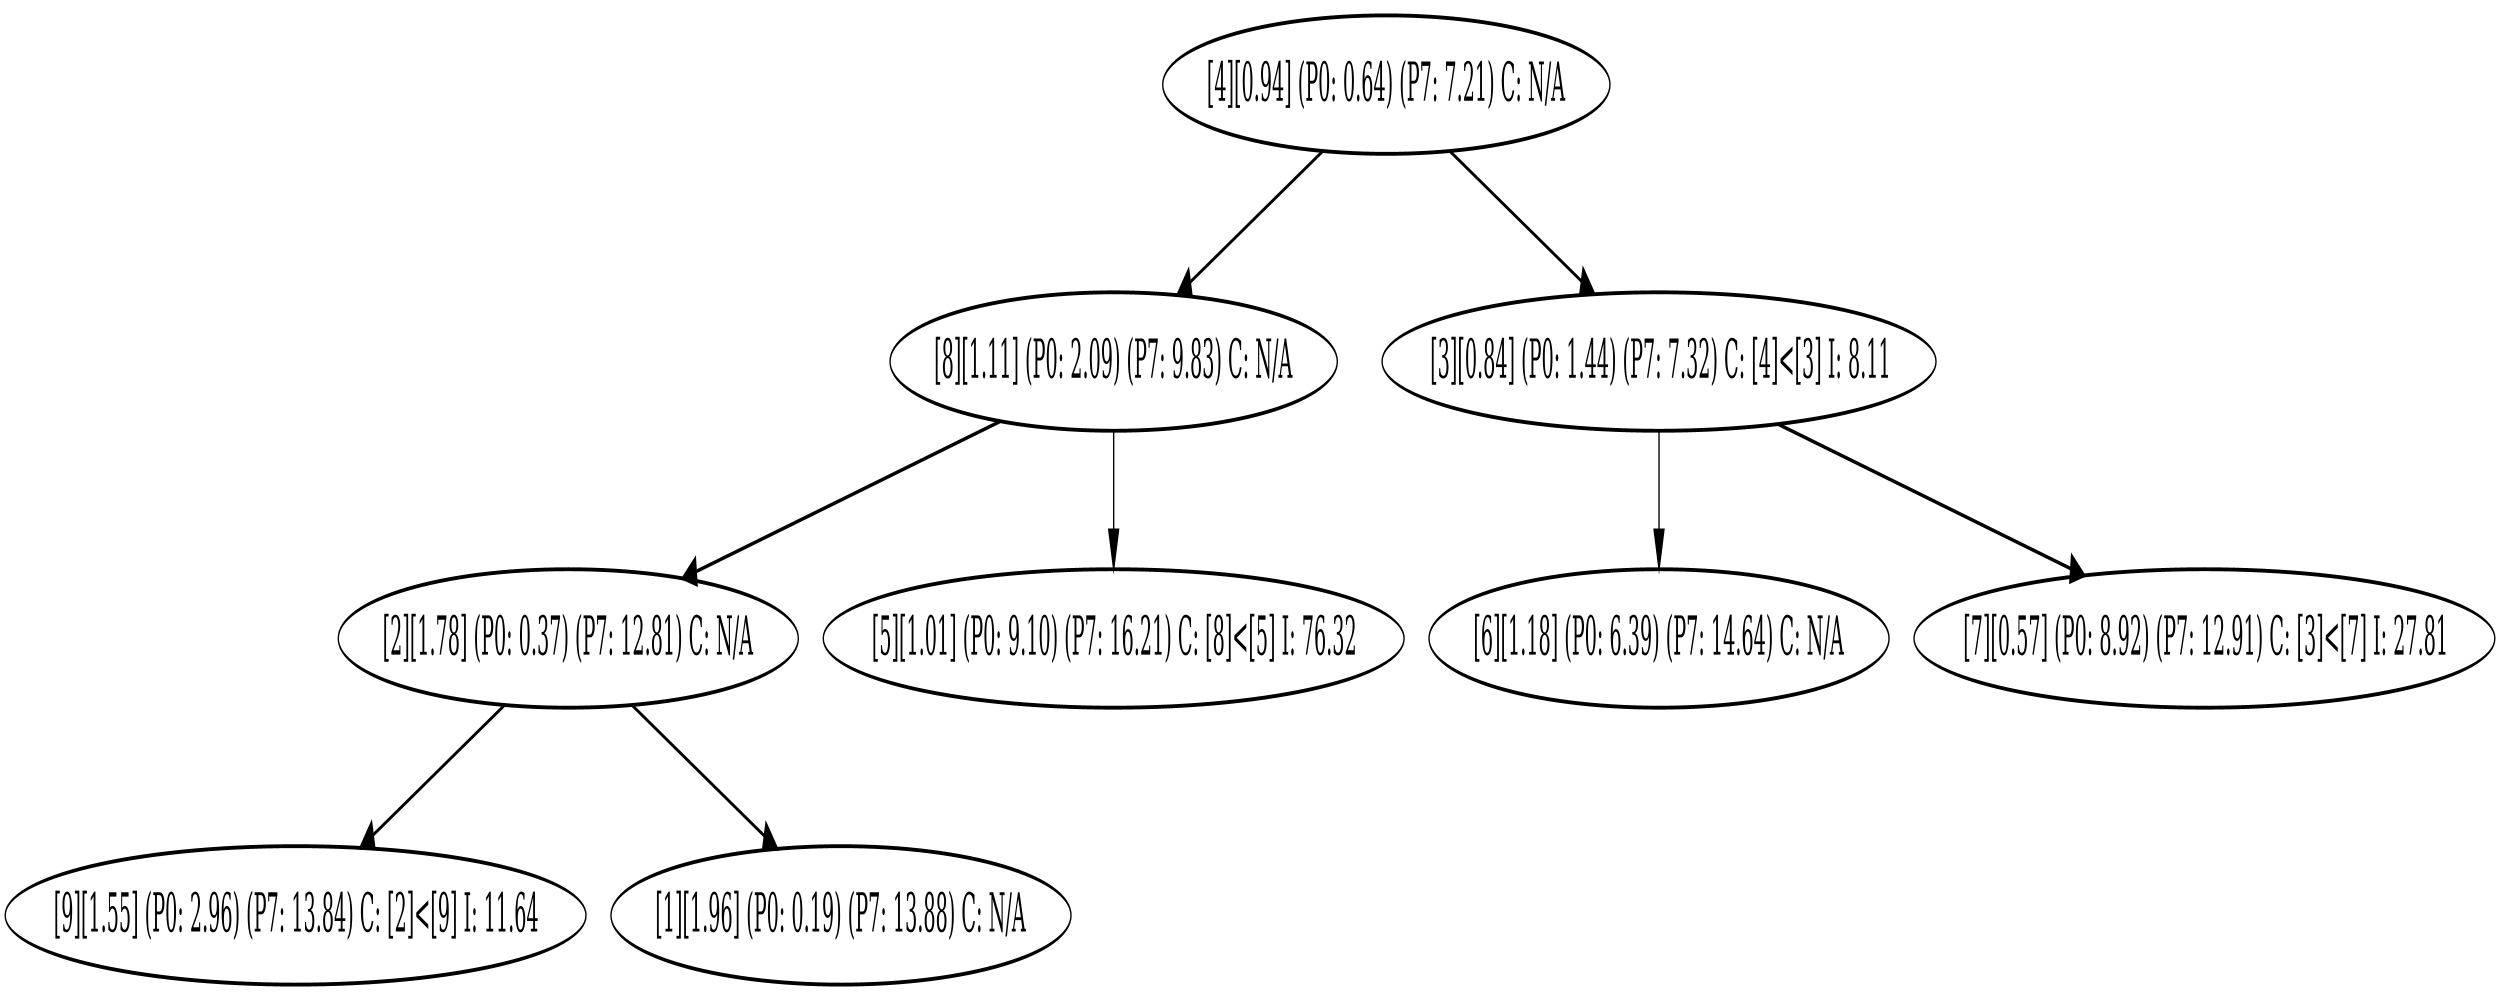 [4][0.94] (P0: 0.64) (P7: 7.21) C: N/A
[8][1.11] (P0: 2.09) (P7: 9.83) C: N/A
[3][0.84] (P0: 1.44) (P7: 7.32) C: [4]<[3] I: 8.11
[2][1.78] (P0: 0.37) (P7: 12.81) C: N/A
[5][1.01] (P0: 9.10) (P7: 16.21) C: [8]<[5] I: 76.32
[6][1.18] (P0: 6.39) (P7: 14.64) C: N/A
[7][0.57] (P0: 8.92) (P7: 12.91) C: [3]<[7] I: 27.81
[9][1.55] (P0: 2.96) (P7: 13.84) C: [2]<[9] I: 11.64
[1][1.96] (P0: 0.19) (P7: 13.88) C: N/A